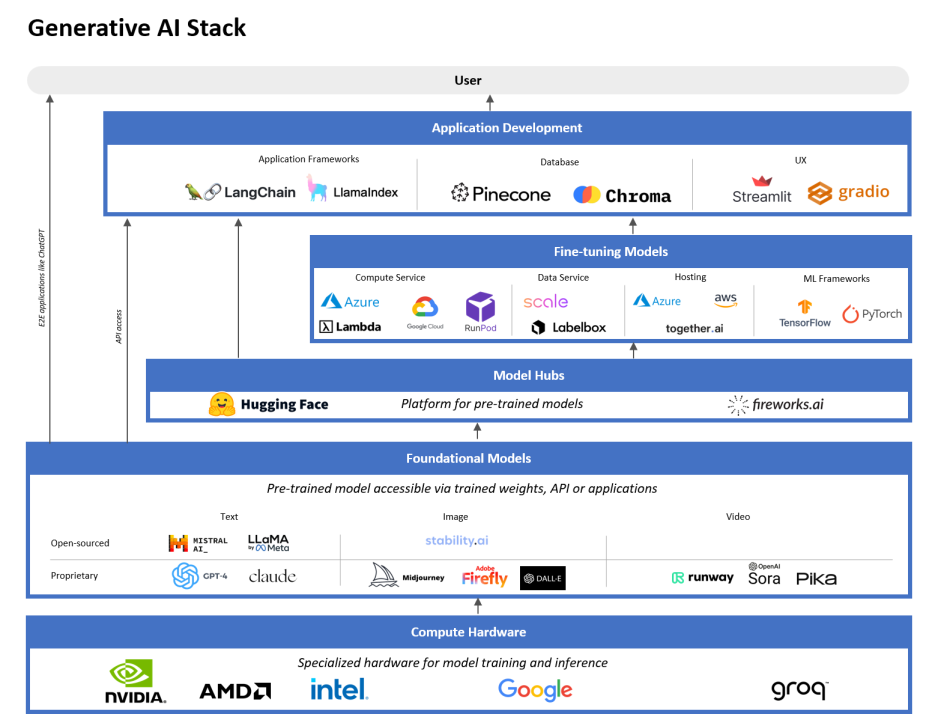 Generative AI Stack
User
Application Development
Application Frameworks
Database
UX
LangChain
LlamaIndex
Pinecone
Chroma
Streamlit
gradio
E2E applications like ChatGPT
API access
Fine-tuning Models
Compute Service
Data Service
Hosting
ML Frameworks
Azure
Google Cloud
RunPod
Lambda
scale
Labelbox
Azure
aws
together.ai
TensorFlow
PyTorch
Model Hubs
Hugging Face
Platform for pre-trained models
fireworks.ai
Foundational Models
Pre-trained model accessible via trained weights, API or applications
Text
Image
Video
Open-sourced
MISTRAL
AI_
LLaMA
by Meta
stability.ai
Proprietary
GPT-4
claude
Midjourney
Adobe
Firefly
DALL-E
runway
OpenAI
Sora
Pika
Compute Hardware
Specialized hardware for model training and inference
NVIDIA.
AMD
intel.
Google
groq